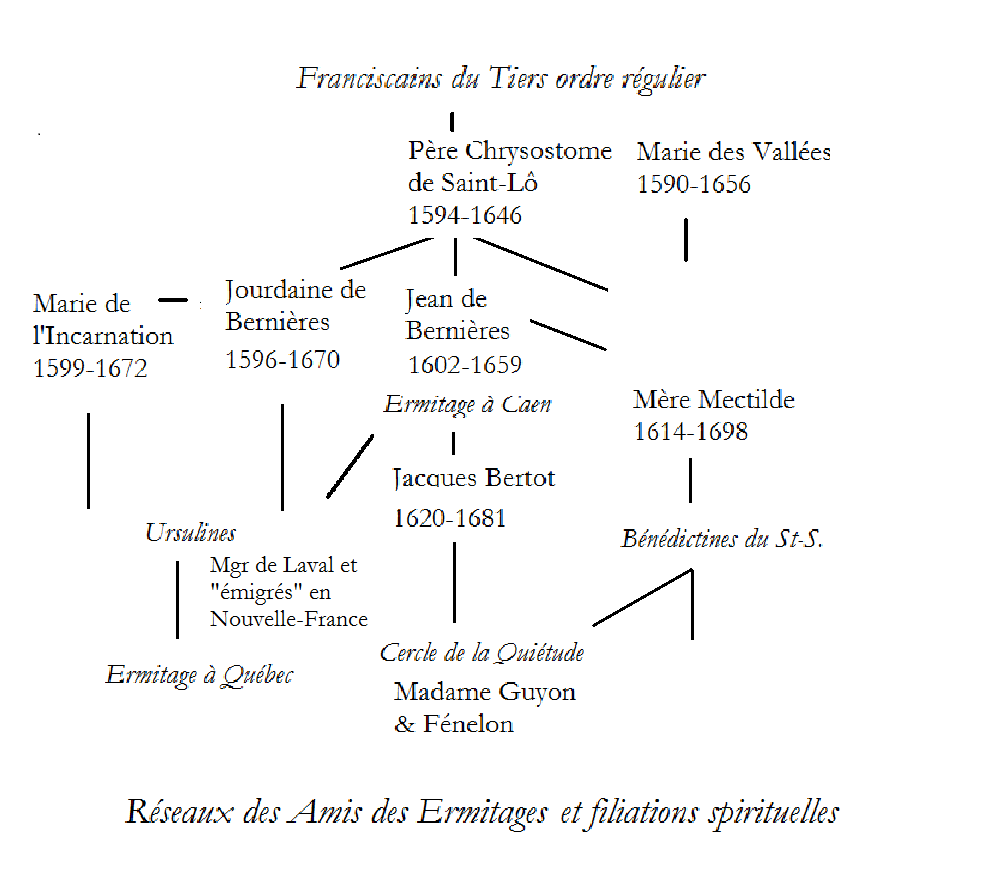 Franciscains du Tiers ordre régulier
Père Chrysostome
de Saint-Lô
1594-1646
Marie des Vallées
1590-1656
Marie de
l'Incarnation
1599-1672
Jourdaine de
Bernières
1596-1670
Jean de
Bernières
1602-1659
Ermitage à Caen
Mère Mectilde
1614-1698
Jacques Bertot
1620-1681
Ursulines
Mgr de Laval et
"émigrés" en
Nouvelle-France
Bénédictines du St-S.
Ermitage à Québec
Cercle de la Quiétude
Madame Guyon
& Fénelon
Réseaux des Amis des Ermitages et filiations spirituelles